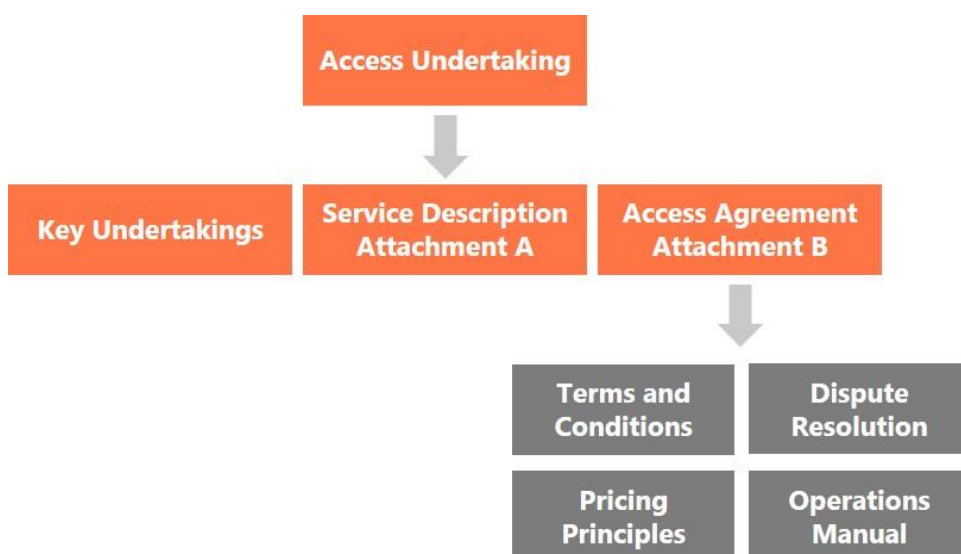 Access Undertaking
Key Undertakings
Service Description
Attachment A
Access Agreement
Attachment B
Terms and
Conditions
Dispute
Resolution
Pricing
Principles
Operations
Manual